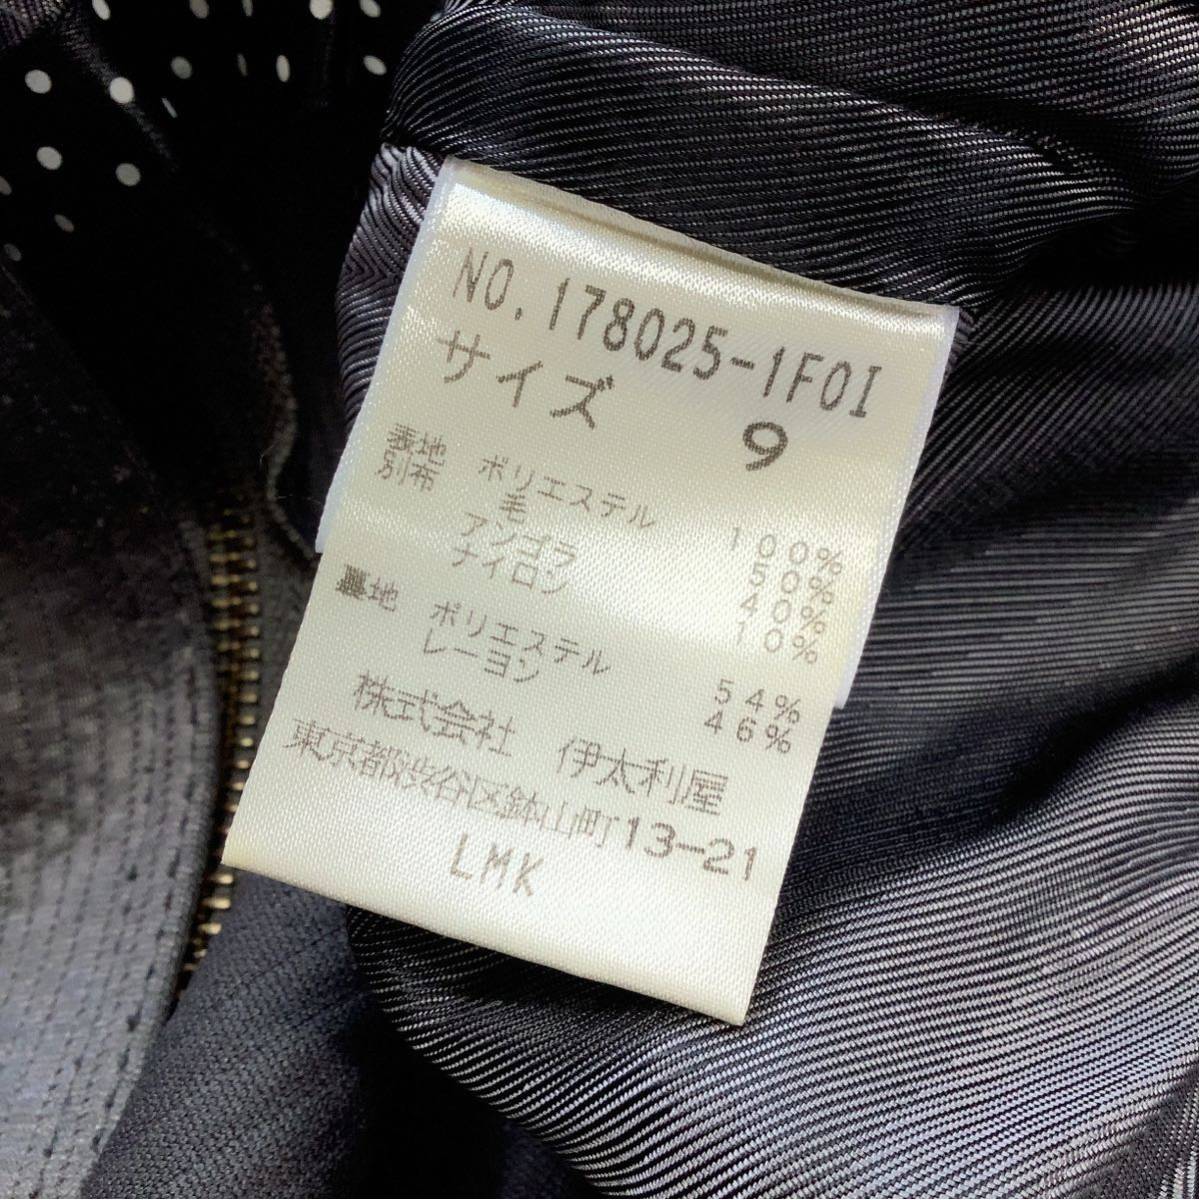 NO.178025-1F0I
サイズ 9
表地 ポリエステル 100%
別布 毛 50%
アンゴラ 40%
ナイロン 10%
裏地 ポリエステル 54%
レーヨン 46%
株式会社 伊太利屋
東京都渋谷区鉢山町13-21
LMK